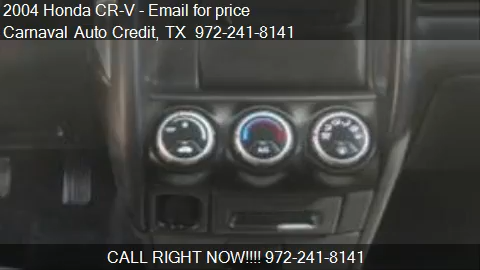 2004 Honda CR-V - Email for price
Carnaval Auto Credit, TX 972-241-8141
CALL RIGHT NOW!!!! 972-241-8141